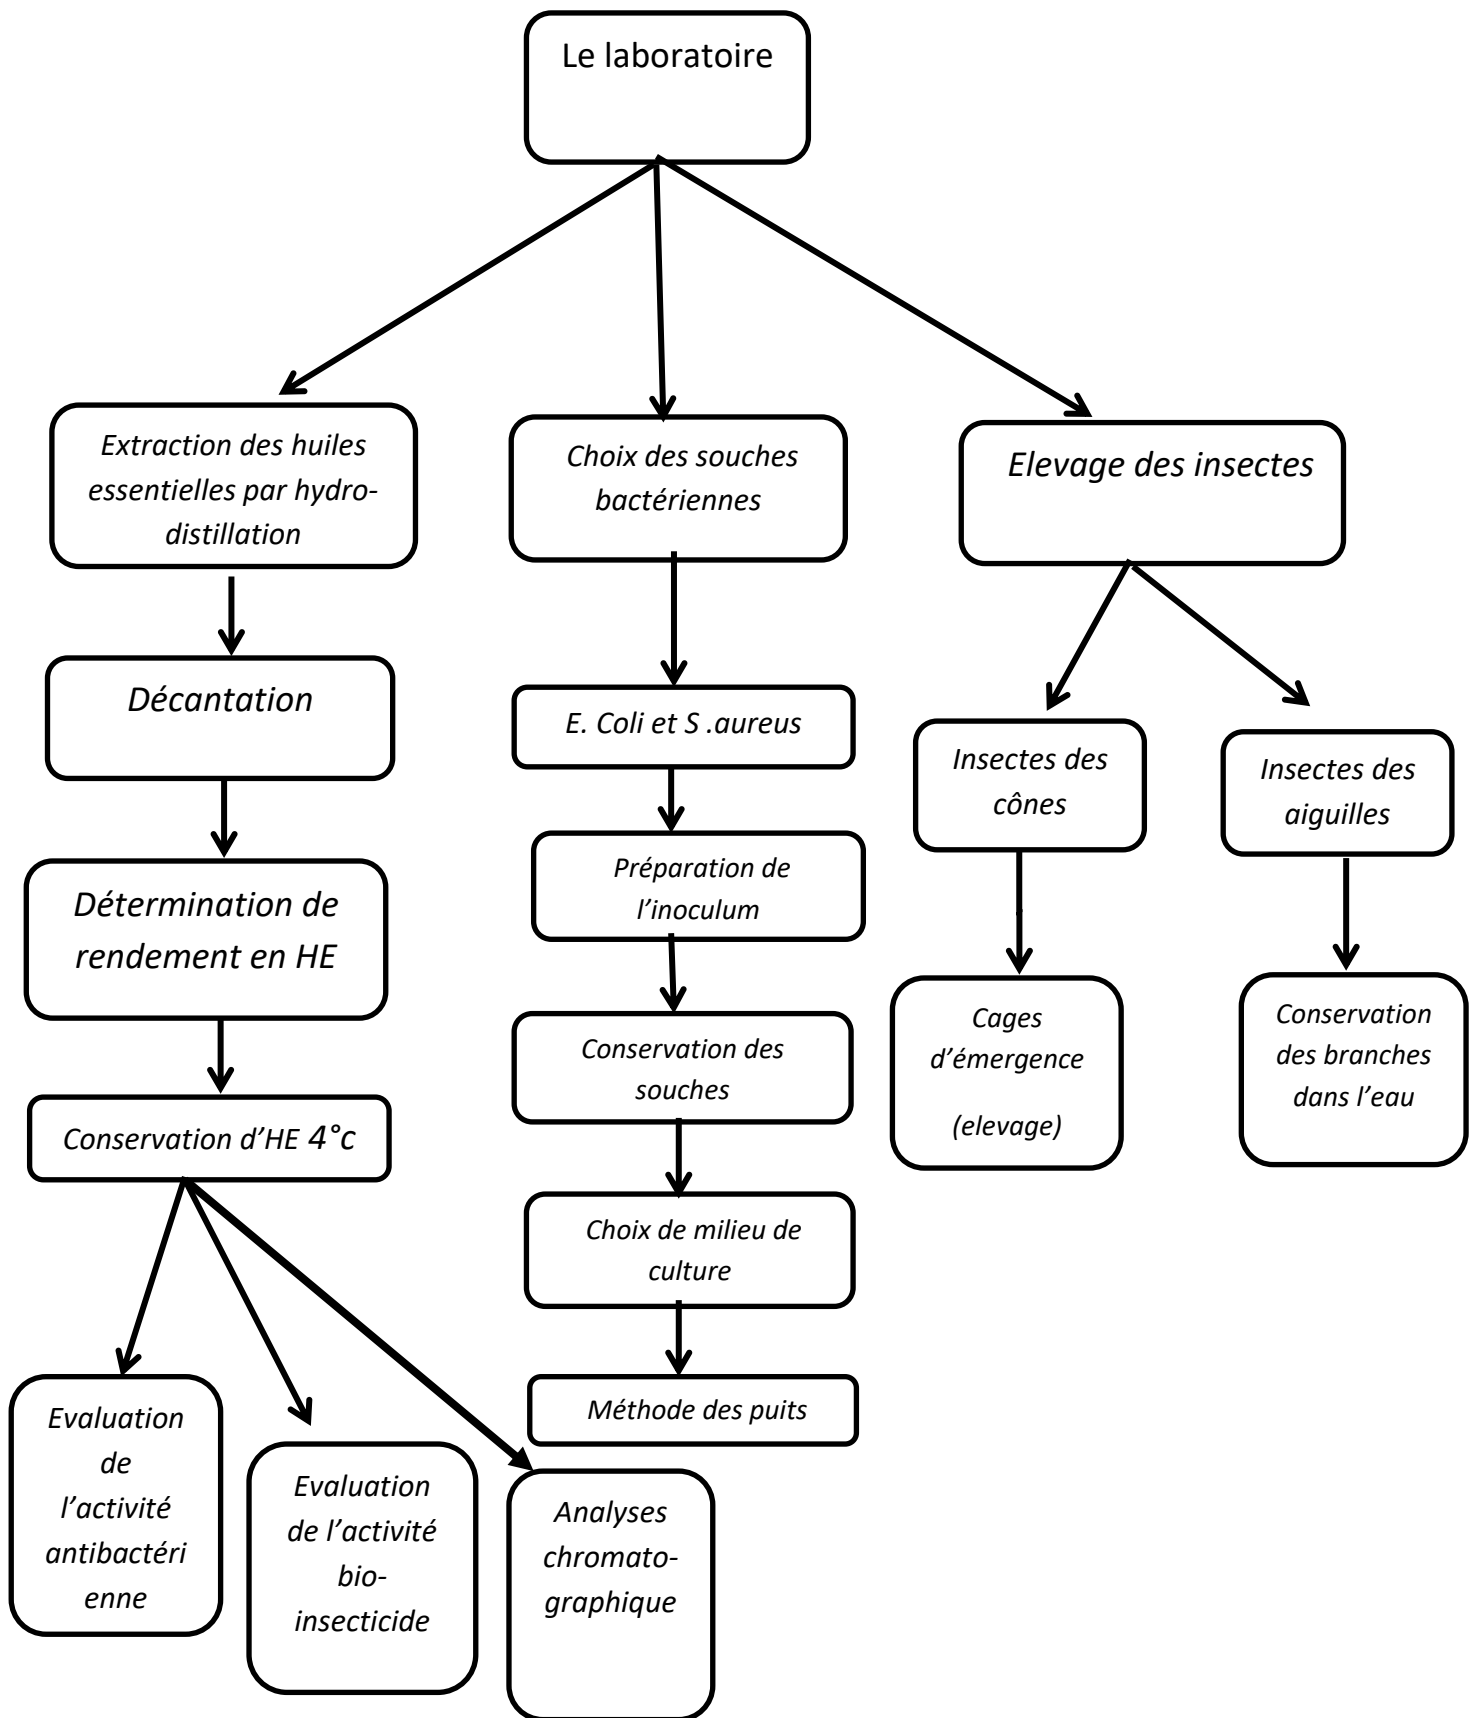 Le laboratoire
Extraction des huiles
essentielles par hydro-
distillation
Choix des souches
bactériennes
Elevage des insectes
Décantation
E. Coli et S .aureus
Insectes des
cônes
Insectes des
aiguilles
Détermination de
rendement en HE
Préparation de
l’inoculum
Cages
d’émergence
(elevage)
Conservation
des branches
dans l’eau
Conservation des
souches
Conservation d’HE 4°c
Choix de milieu de
culture
Méthode des puits
Evaluation
de
l’activité
antibactéri
enne
Evaluation
de l’activité
bio-
insecticide
Analyses
chromato-
graphique